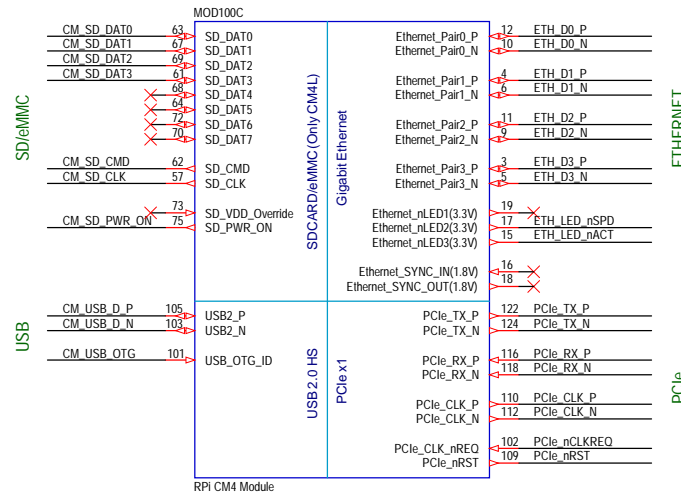 MOD100C
CM_SD_DAT0 63 SD_DAT0
CM_SD_DAT1 67 SD_DAT1
CM_SD_DAT2 69 SD_DAT2
CM_SD_DAT3 61 SD_DAT3
68 SD_DAT4
64 SD_DAT5
72 SD_DAT6
70 SD_DAT7
CM_SD_CMD 62 SD_CMD
CM_SD_CLK 57 SD_CLK
73 SD_VDD_Override
CM_SD_PWR_ON 75 SD_PWR_ON
SD/eMMC
SDCARD/eMMC (Only CM4L)
Gigabit Ethernet
Ethernet_Pair0_P 12 ETH_D0_P
Ethernet_Pair0_N 10 ETH_D0_N
Ethernet_Pair1_P 4 ETH_D1_P
Ethernet_Pair1_N 6 ETH_D1_N
Ethernet_Pair2_P 11 ETH_D2_P
Ethernet_Pair2_N 9 ETH_D2_N
Ethernet_Pair3_P 3 ETH_D3_P
Ethernet_Pair3_N 5 ETH_D3_N
Ethernet_nLED1(3.3V) 19
Ethernet_nLED2(3.3V) 17 ETH_LED_nSPD
Ethernet_nLED3(3.3V) 15 ETH_LED_nACT
Ethernet_SYNC_IN(1.8V) 16
Ethernet_SYNC_OUT(1.8V) 18
ETHERNET
CM_USB_D_P 105 USB2_P
CM_USB_D_N 103 USB2_N
CM_USB_OTG 101 USB_OTG_ID
USB
USB 2.0 HS
PCIe x1
PCIe_TX_P 122 PCIe_TX_P
PCIe_TX_N 124 PCIe_TX_N
PCIe_RX_P 116 PCIe_RX_P
PCIe_RX_N 118 PCIe_RX_N
PCIe_CLK_P 110 PCIe_CLK_P
PCIe_CLK_N 112 PCIe_CLK_N
PCIe_CLK_nREQ 102 PCIe_nCLKREQ
PCIe_nRST 109 PCIe_nRST
PCIe
RPi CM4 Module